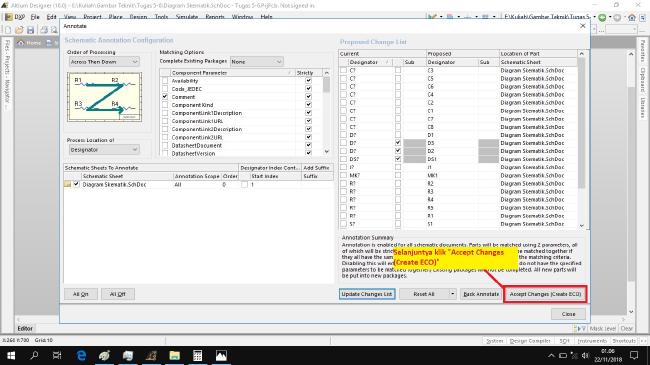 Altium Designer (16.0) - E:\Kuliah\Gambar Teknik\Tugas 5-6\Diagram Skematik.SchDoc - Tugas 5-6.PrjPcb. Not signed in.
DXP File Edit View Project Place Design Tools Simulate
E:\Kuliah\Gambar Teknik\Tugas 5-
Home
Annotate
Files
Projects
Navigator
Favorites
Clipboard
Libraries
Schematic Annotation Configuration
Order of Processing
Across Then Down
R1 R2
R3 R4
Process Location of
Designator
Matching Options
Complete Existing Packages None
Component Parameter Strictly
Availability
Code_JEDEC
Comment
Component Kind
ComponentLink1Description
ComponentLink1URL
ComponentLink2Description
ComponentLink2URL
DatasheetDocument
DatasheetVersion
Schematic Sheets To Annotate Designator Index Cont... Add Suffix
Schematic Sheet Annotation Scope Order Start Index Suffix
Diagram Skematik.SchDoc All 0 1
All On All Off
Proposed Change List
Current Proposed Location of Part
Designator Sub Designator Sub Schematic Sheet
C? C3 Diagram Skematik.SchDoc
C? C5 Diagram Skematik.SchDoc
C? C6 Diagram Skematik.SchDoc
C? C4 Diagram Skematik.SchDoc
C? C2 Diagram Skematik.SchDoc
C? C1 Diagram Skematik.SchDoc
C? C7 Diagram Skematik.SchDoc
C? C8 Diagram Skematik.SchDoc
D? D1 Diagram Skematik.SchDoc
D? D3 Diagram Skematik.SchDoc
D? D2 Diagram Skematik.SchDoc
DS? DS1 Diagram Skematik.SchDoc
J? J1 Diagram Skematik.SchDoc
MK? MK1 Diagram Skematik.SchDoc
R? R2 Diagram Skematik.SchDoc
R? R3 Diagram Skematik.SchDoc
R? R4 Diagram Skematik.SchDoc
R? R5 Diagram Skematik.SchDoc
R? R1 Diagram Skematik.SchDoc
S? S1 Diagram Skematik.SchDoc
Annotation Summary
Annotation is enabled for all schematic documents. Parts will be matched using 2 parameters, all
of which will be stric
they all have the sam
Disabling this will en
matched together if
the matching criteria.
do not have the specified
parameters to be matched together. Existing packages will not be completed. All new parts will
be put into new packages.
Selanjuntya klik "Accept Changes
(Create ECO)"
Update Changes List Reset All Back Annotate Accept Changes (Create ECO)
Close
Editor Mask Level Clear
X:260 Y:700 Grid:10
System Design Compiler SCH Instruments Shortcuts
01.06
22/11/2018